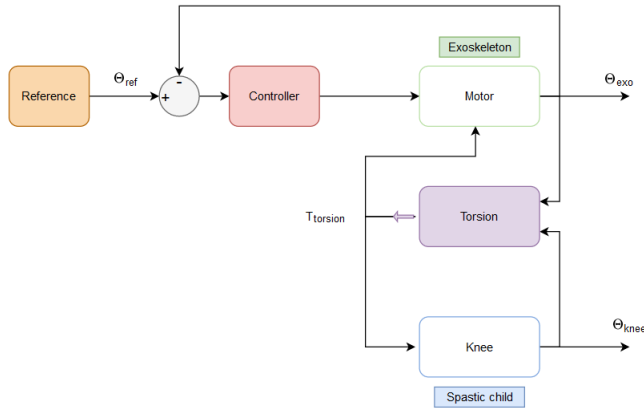 Exoskeleton
Reference
Θref
-
+
Controller
Motor
Θexo
Ttorsion
Torsion
Knee
Θknee
Spastic child